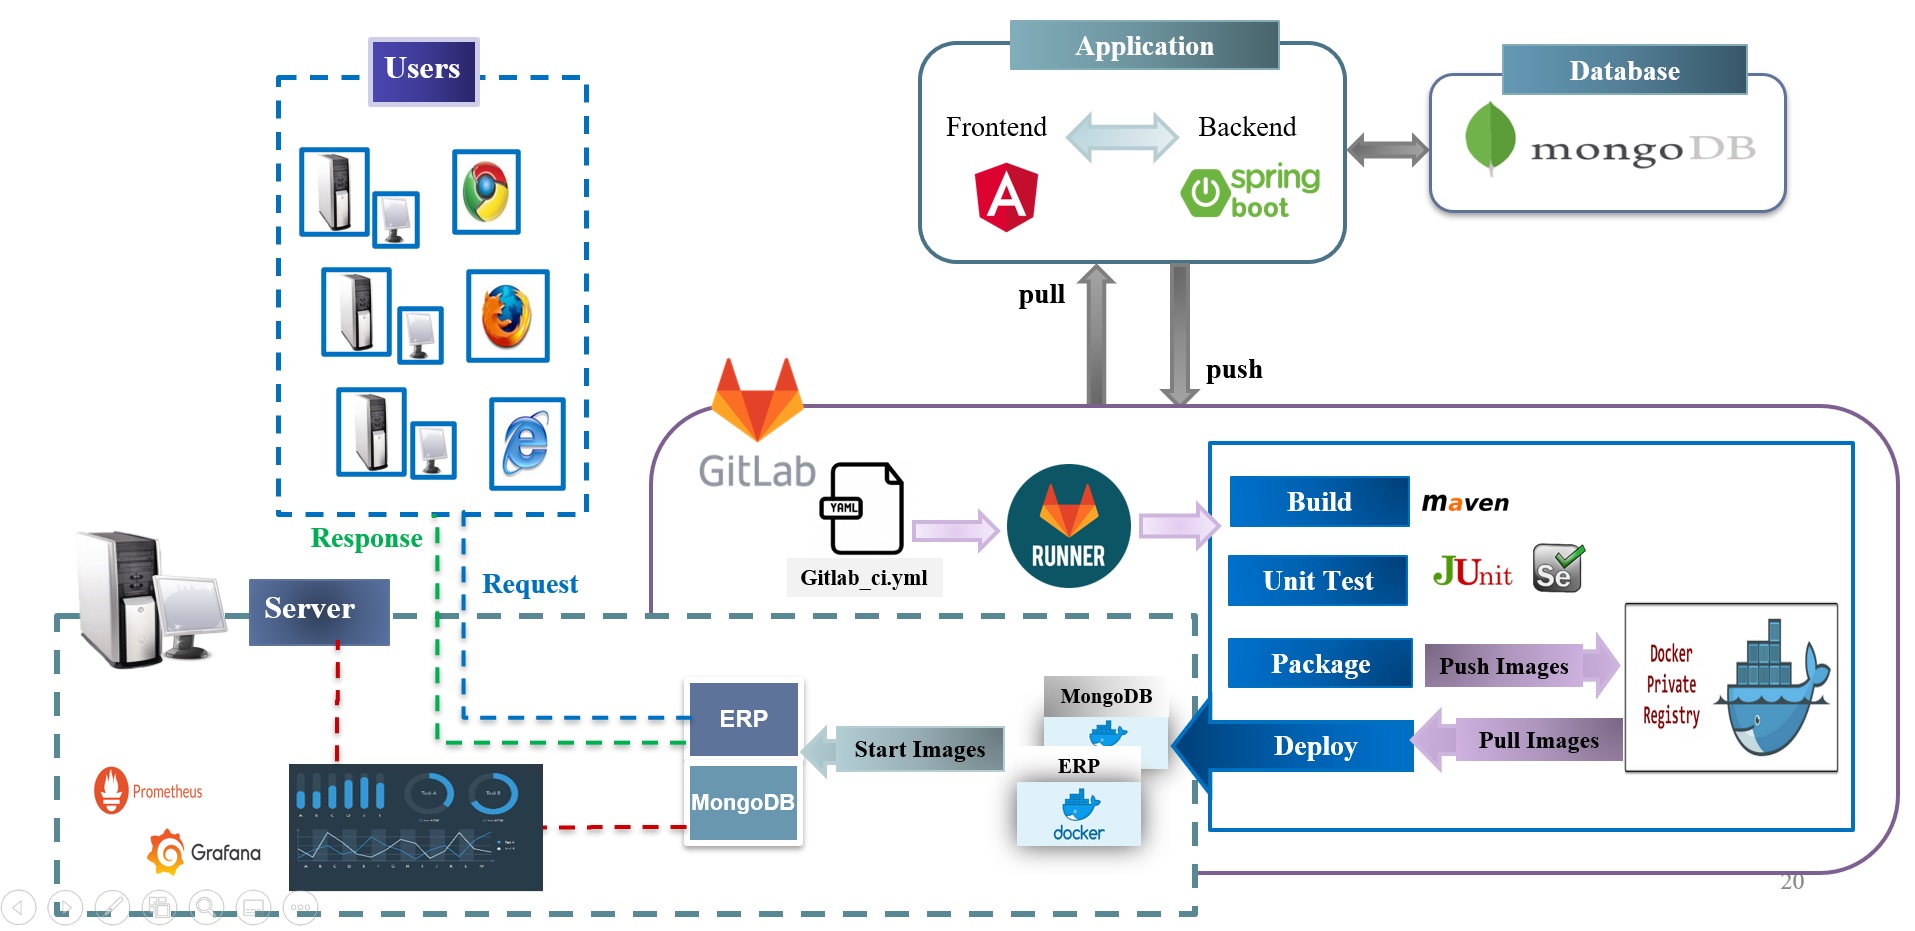 Users
Application
Database
Frontend
Backend
spring
boot
mongoDB
pull
push
GitLab
YAML
Gitlab_ci.yml
RUNNER
Build
maven
Unit Test
JUnit
Se
Package
Push Images
Docker
Private
Registry
Deploy
Pull Images
Response
Request
Server
ERP
MongoDB
Start Images
MongoDB
ERP
docker
Prometheus
Grafana
20